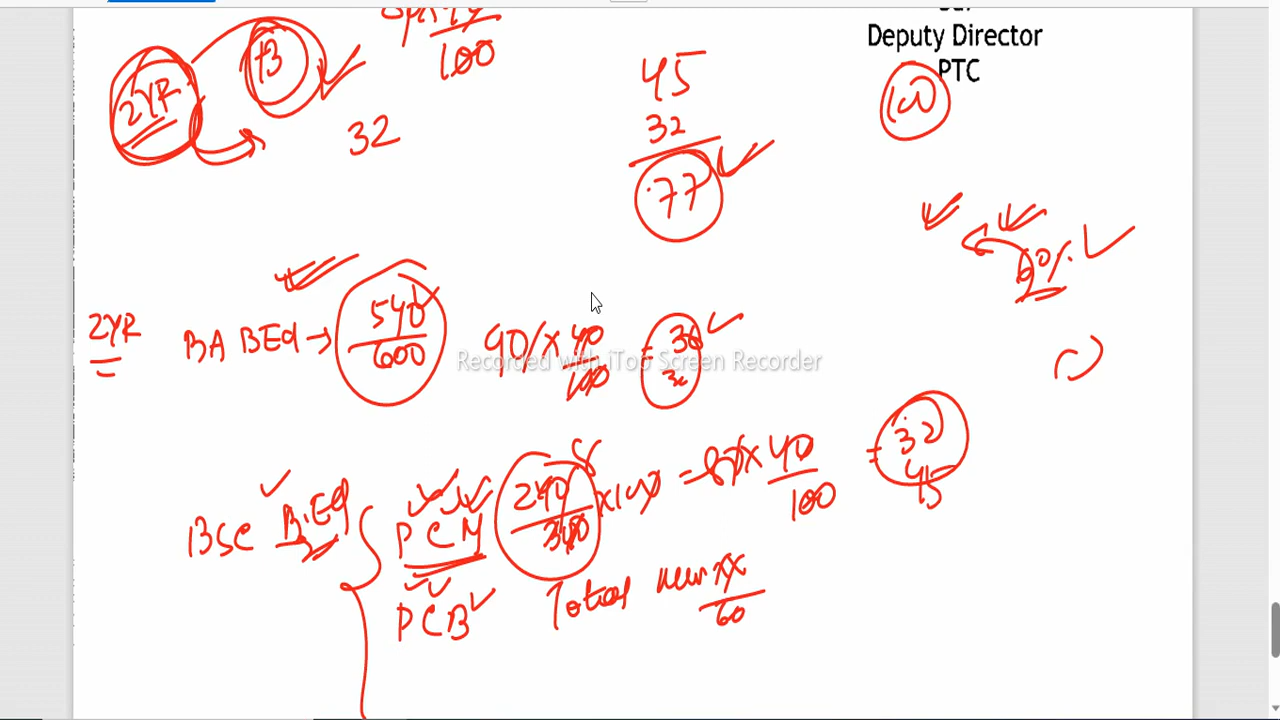 100
Deputy Director
PTC
2YR
B
32
45
32
77
100
60%
2YR BA BEd → 540/600 90/ x 40/100 = 36
Recorded with iTop Screen Recorder
BSC B.Ed PCM 240/300 x100 = 80/ x 40/100 = 32
45
PCB Total
60